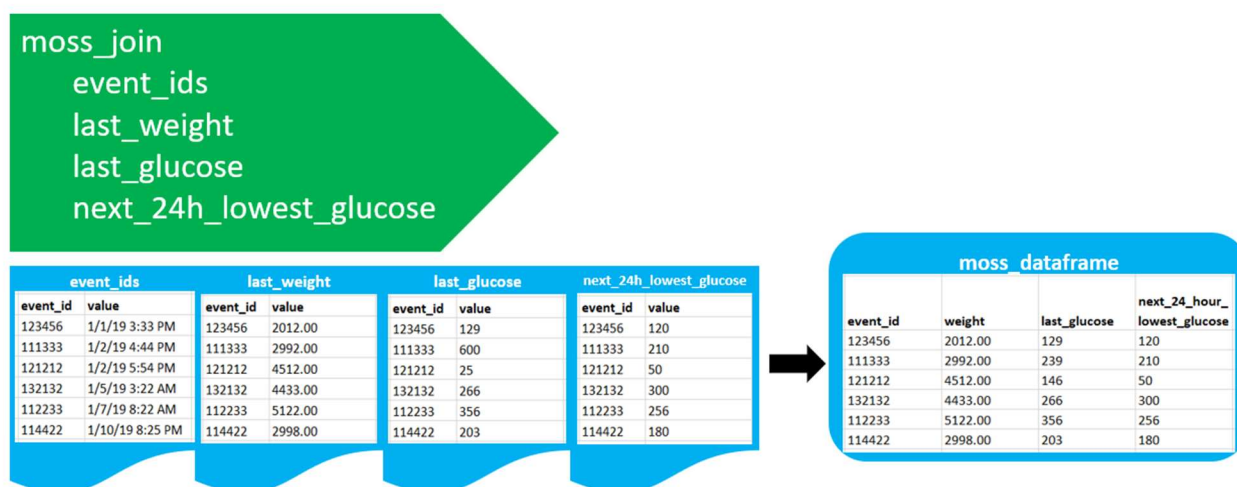 moss_join
event_ids
last_weight
last_glucose
next_24h_lowest_glucose
event_ids
event_id value
123456 1/1/19 3:33 PM
111333 1/2/19 4:44 PM
121212 1/2/19 5:54 PM
132132 1/5/19 3:22 AM
112233 1/7/19 8:22 AM
114422 1/10/19 8:25 PM
last_weight
event_id value
123456 2012.00
111333 2992.00
121212 4512.00
132132 4433.00
112233 5122.00
114422 2998.00
last_glucose
event_id value
123456 129
111333 600
121212 25
132132 266
112233 356
114422 203
next_24h_lowest_glucose
event_id value
123456 120
111333 210
121212 50
132132 300
112233 256
114422 180
moss_dataframe
next_24_hour_
event_id weight last_glucose lowest_glucose
123456 2012.00 129 120
111333 2992.00 239 210
121212 4512.00 146 50
132132 4433.00 266 300
112233 5122.00 356 256
114422 2998.00 203 180